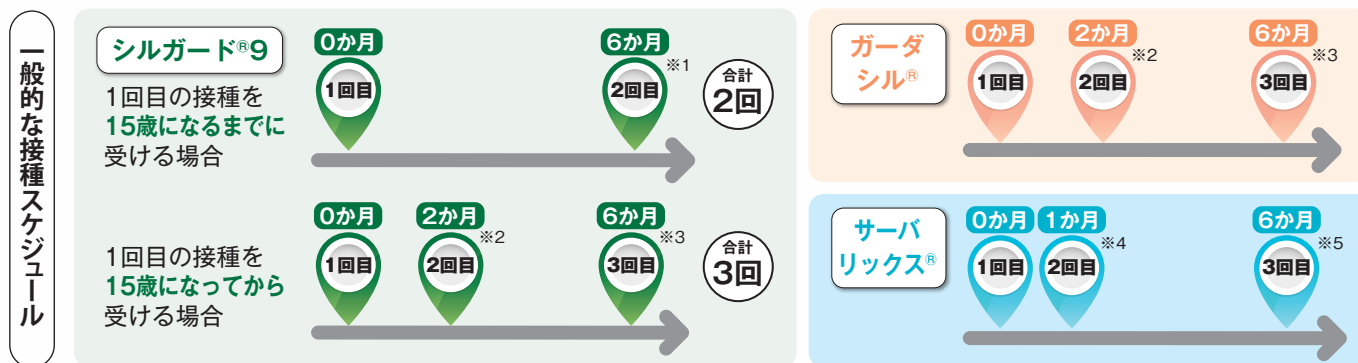 一般的な接種スケジュール
シルガード®9
1回目の接種を
15歳になるまでに
受ける場合
0か月
6か月
1回目
2回目
※1
合計
2回
1回目の接種を
15歳になってから
受ける場合
0か月
2か月
6か月
1回目
2回目
※2
3回目
※3
合計
3回
ガーダ
シル®
0か月
2か月
6か月
1回目
2回目
※2
3回目
※3
サーバ
リックス®
0か月
1か月
6か月
1回目
2回目
※4
3回目
※5